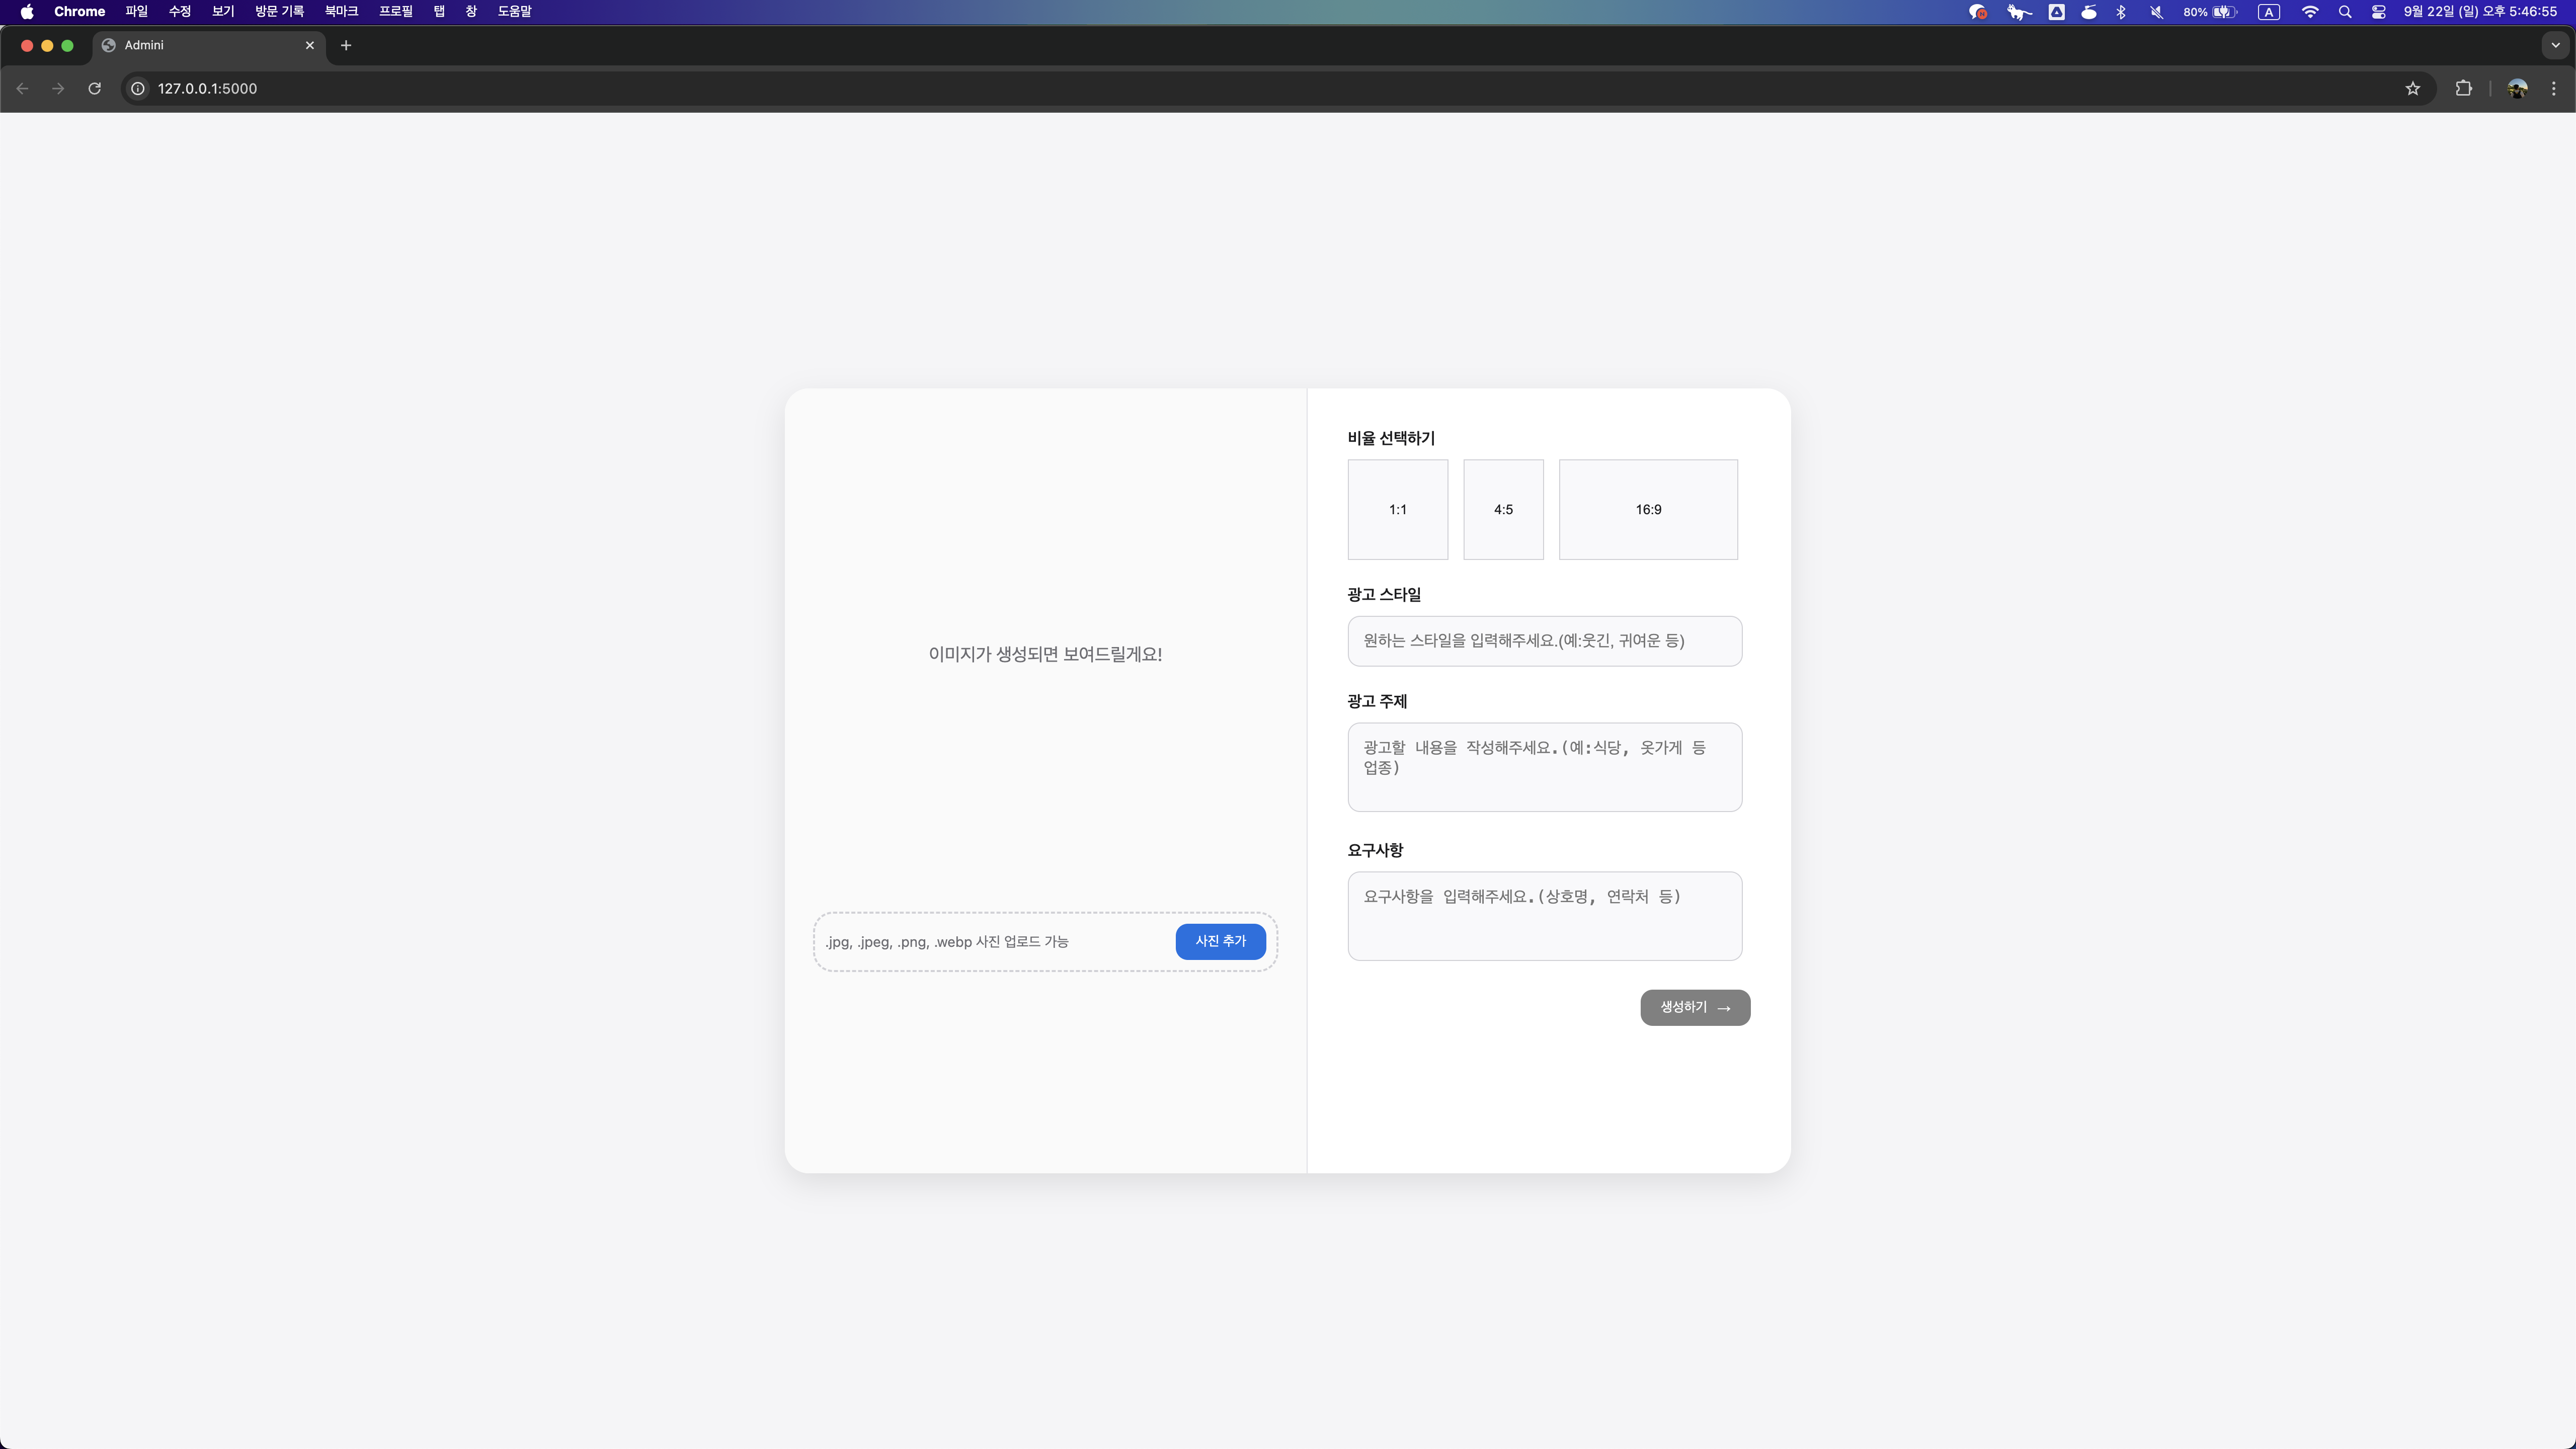 Chrome 파일 수정 보기 방문 기록 북마크 프로필 탭 창 도움말
80% A 9월 22일 (일) 오후 5:46:55
Admini
127.0.0.1:5000
이미지가 생성되면 보여드릴게요!
.jpg, .jpeg, .png, .webp 사진 업로드 가능
사진 추가
비율 선택하기
1:1 4:5 16:9
광고 스타일
원하는 스타일을 입력해주세요.(예:웃긴, 귀여운 등)
광고 주제
광고할 내용을 작성해주세요.(예:식당, 옷가게 등
업종)
요구사항
요구사항을 입력해주세요.(상호명, 연락처 등)
생성하기 →